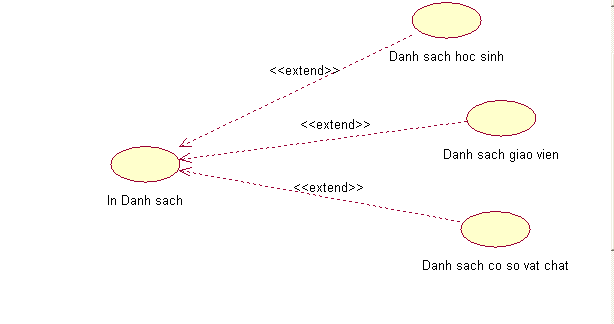 Danh sach hoc sinh
<<extend>>
<<extend>>
Danh sach giao vien
<<extend>>
In Danh sach
Danh sach co so vat chat